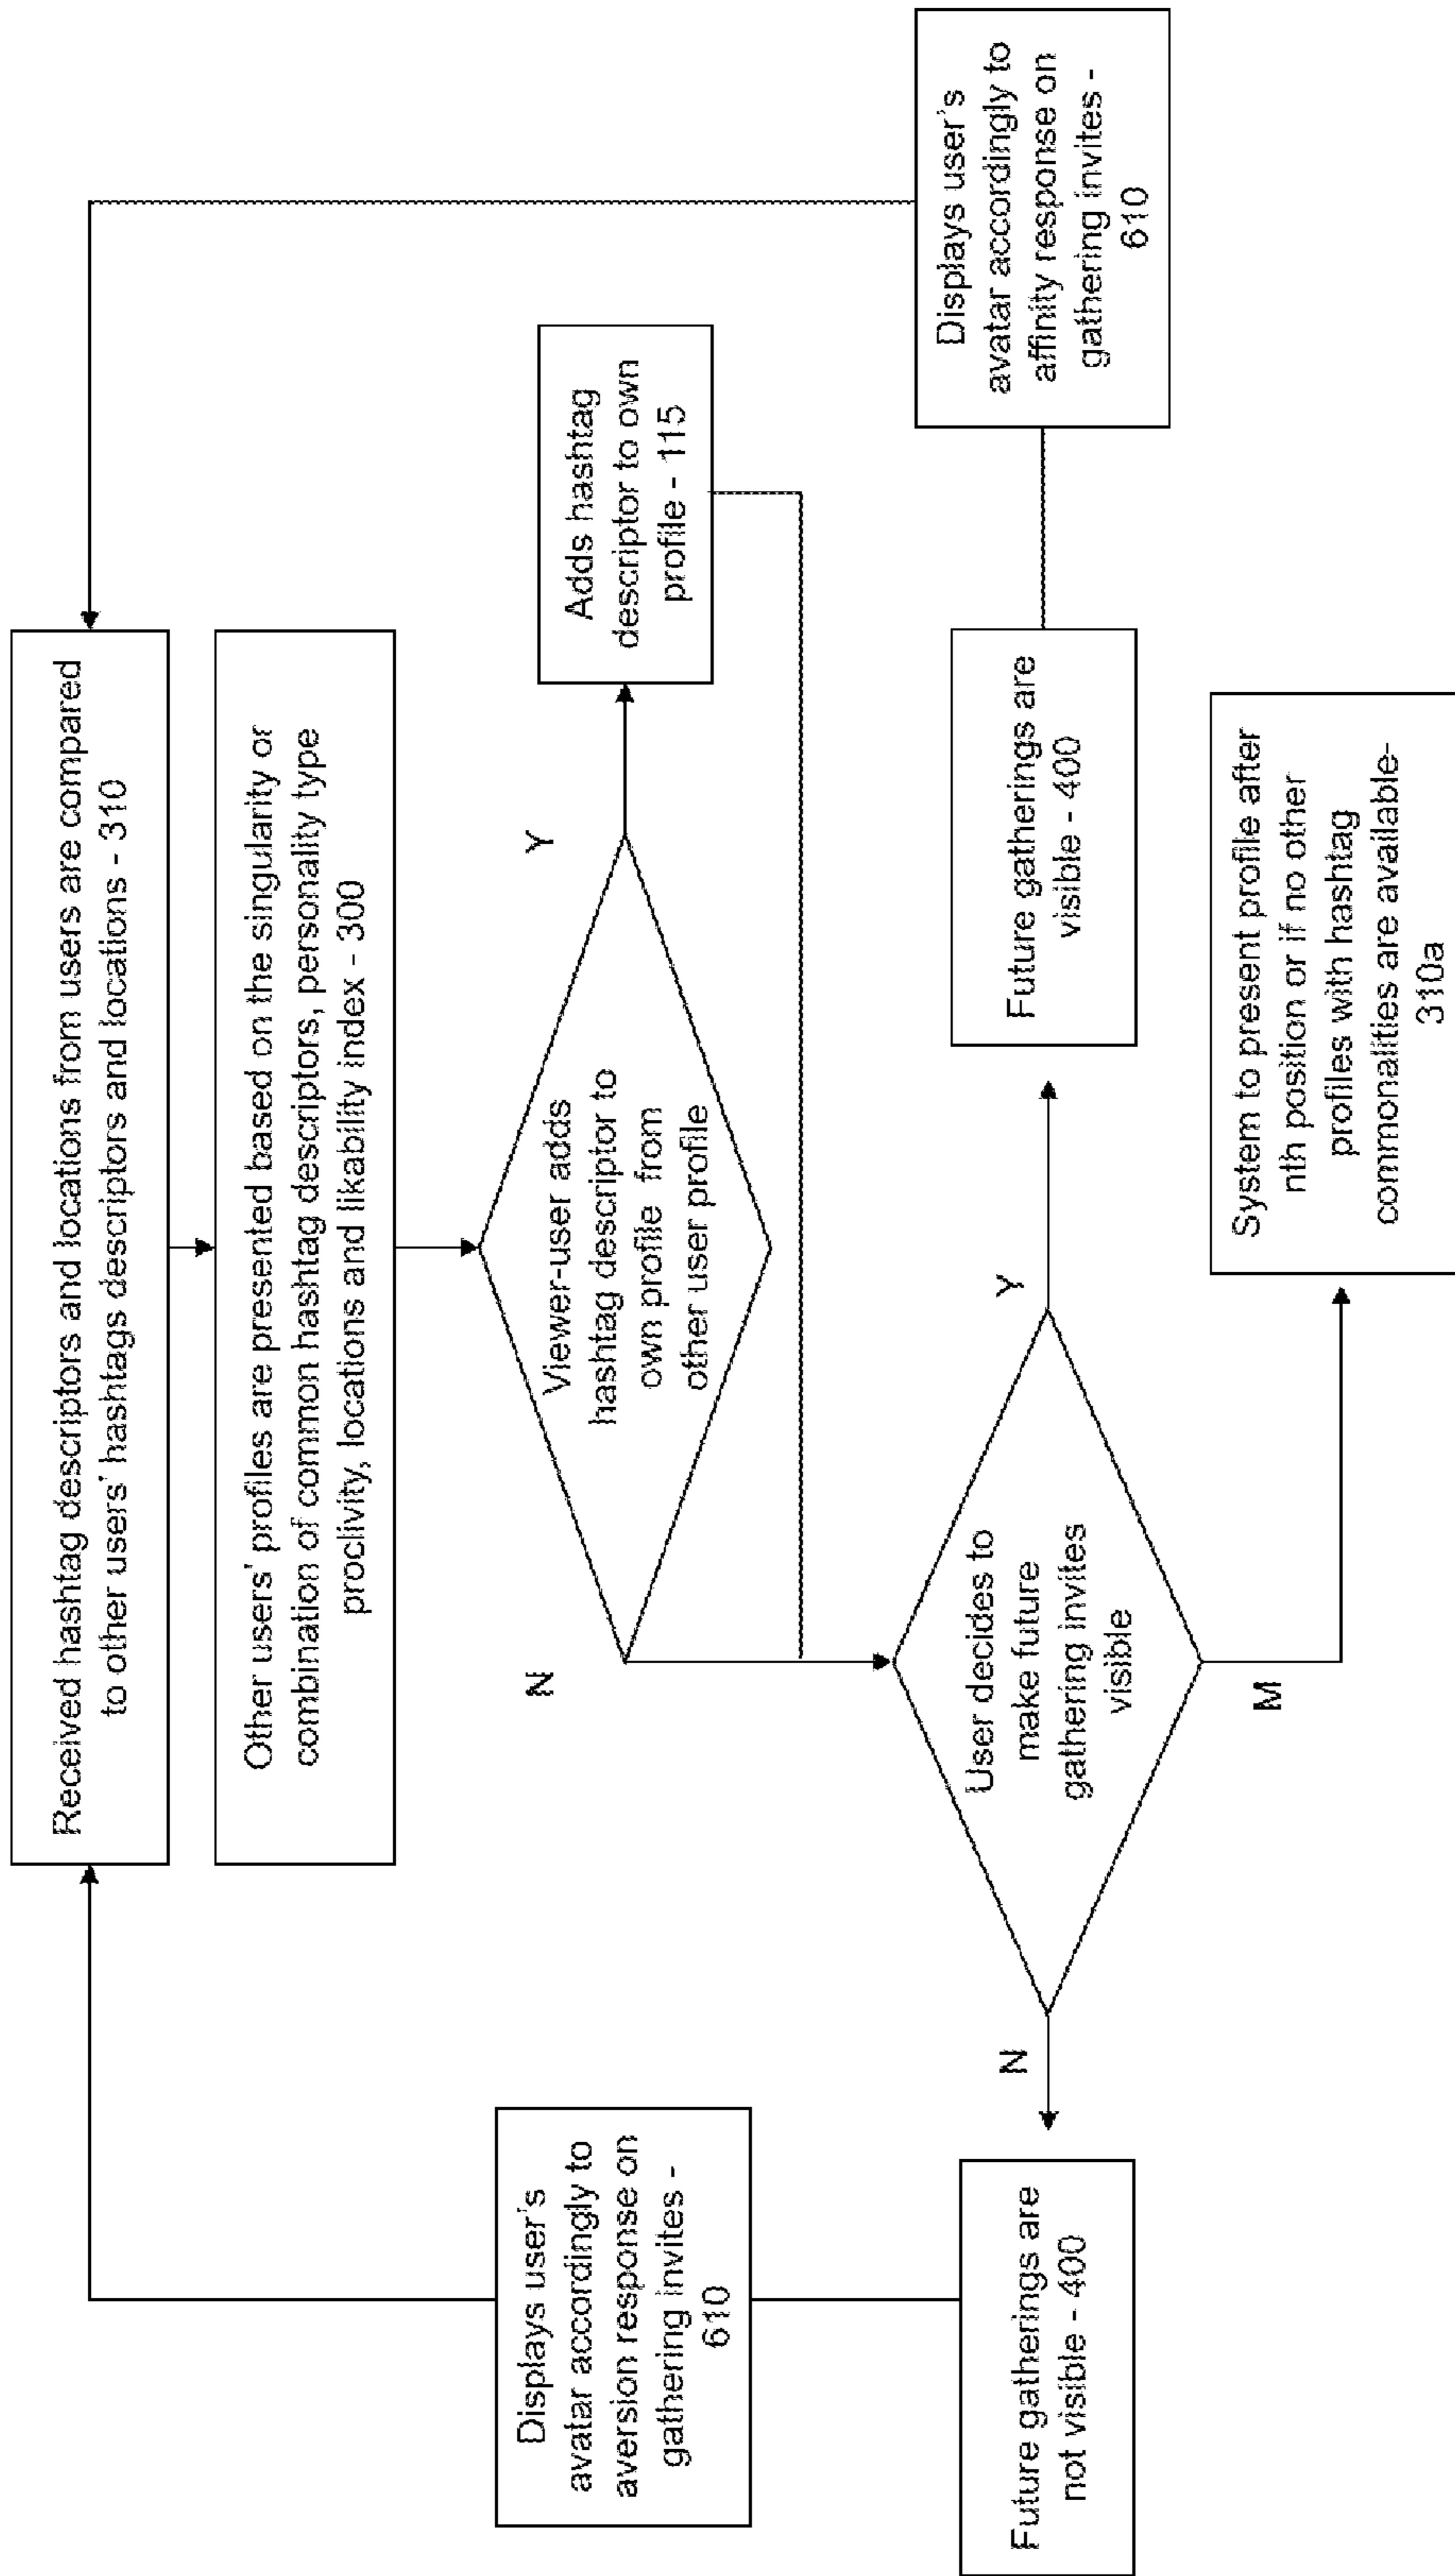 Received hashtag descriptors and locations from users are compared
to other users' hashtags descriptors and locations - 310
Other users' profiles are presented based on the singularity or
combination of common hashtag descriptors, personality type
proclivity, locations and likability index - 300
Viewer-user adds
hashtag descriptor to
own profile from
other user profile
Y
N
Adds hashtag
descriptor to own
profile - 115
User decides to
make future
gathering invites
visible
N
Y
M
Displays user's
avatar accordingly to
aversion response on
gathering invites -
610
Future gatherings are
not visible - 400
Future gatherings are
visible - 400
Displays user's
avatar accordingly to
affinity response on
gathering invites -
610
System to present profile after
nth position or if no other
profiles with hashtag
commonalities are available-
310a